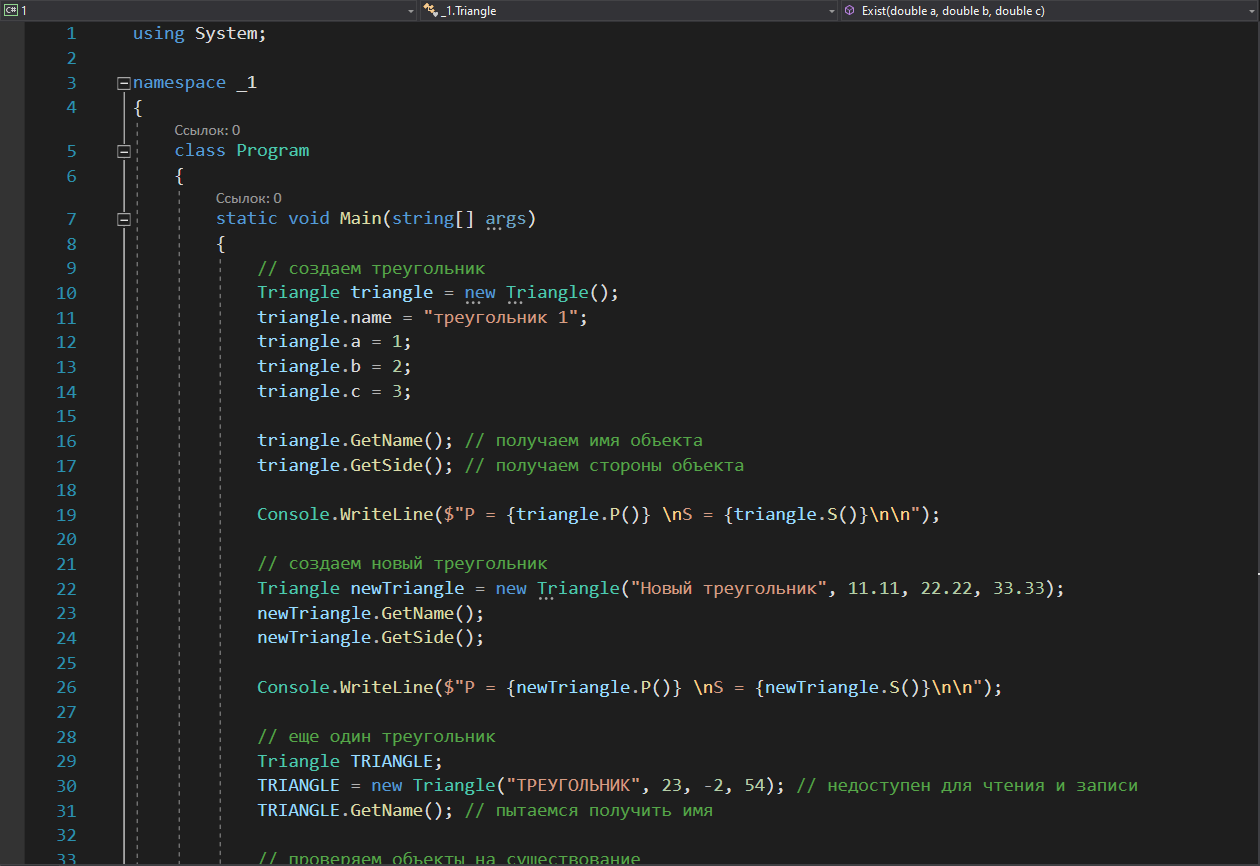 C# 1 _1.Triangle Exist(double a, double b, double c)
1 using System;
2
3 namespace _1
4 {
Ссылок: 0
5 class Program
6 {
Ссылок: 0
7 static void Main(string[] args)
8 {
9 // создаем треугольник
10 Triangle triangle = new Triangle();
11 triangle.name = "треугольник 1";
12 triangle.a = 1;
13 triangle.b = 2;
14 triangle.c = 3;
15
16 triangle.GetName(); // получаем имя объекта
17 triangle.GetSide(); // получаем стороны объекта
18
19 Console.WriteLine($"P = {triangle.P()} \nS = {triangle.S()}\n\n");
20
21 // создаем новый треугольник
22 Triangle newTriangle = new Triangle("Новый треугольник", 11.11, 22.22, 33.33);
23 newTriangle.GetName();
24 newTriangle.GetSide();
25
26 Console.WriteLine($"P = {newTriangle.P()} \nS = {newTriangle.S()}\n\n");
27
28 // еще один треугольник
29 Triangle TRIANGLE;
30 TRIANGLE = new Triangle("ТРЕУГОЛЬНИК", 23, -2, 54); // недоступен для чтения и записи
31 TRIANGLE.GetName(); // пытаемся получить имя
32
33 // проверяем объекты на существование